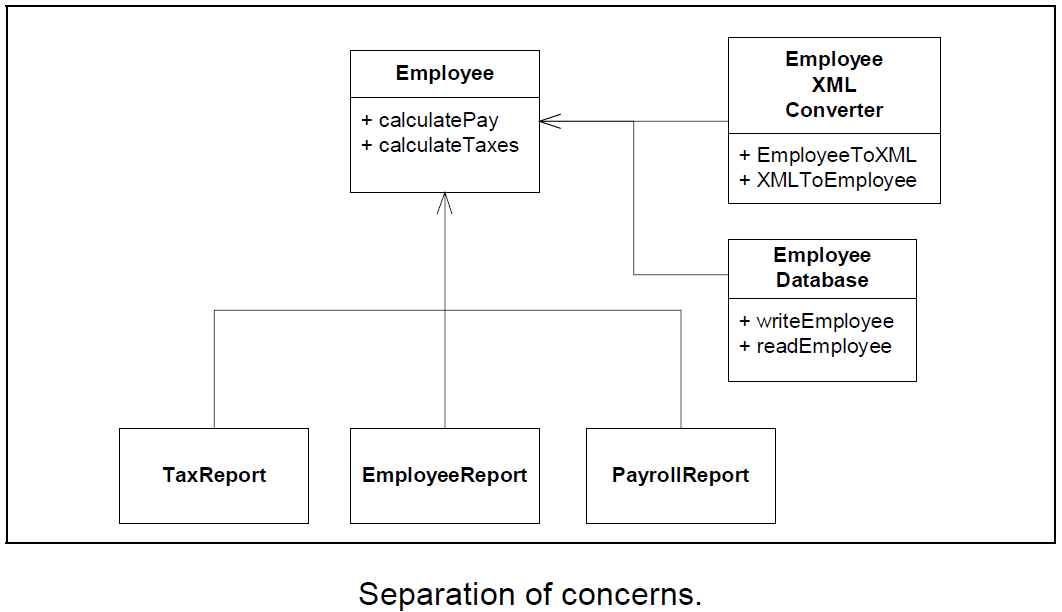 Employee
+ calculatePay
+ calculateTaxes
Employee
XML
Converter
+ EmployeeToXML
+ XMLToEmployee
Employee
Database
+ writeEmployee
+ readEmployee
TaxReport
EmployeeReport
PayrollReport
Separation of concerns.